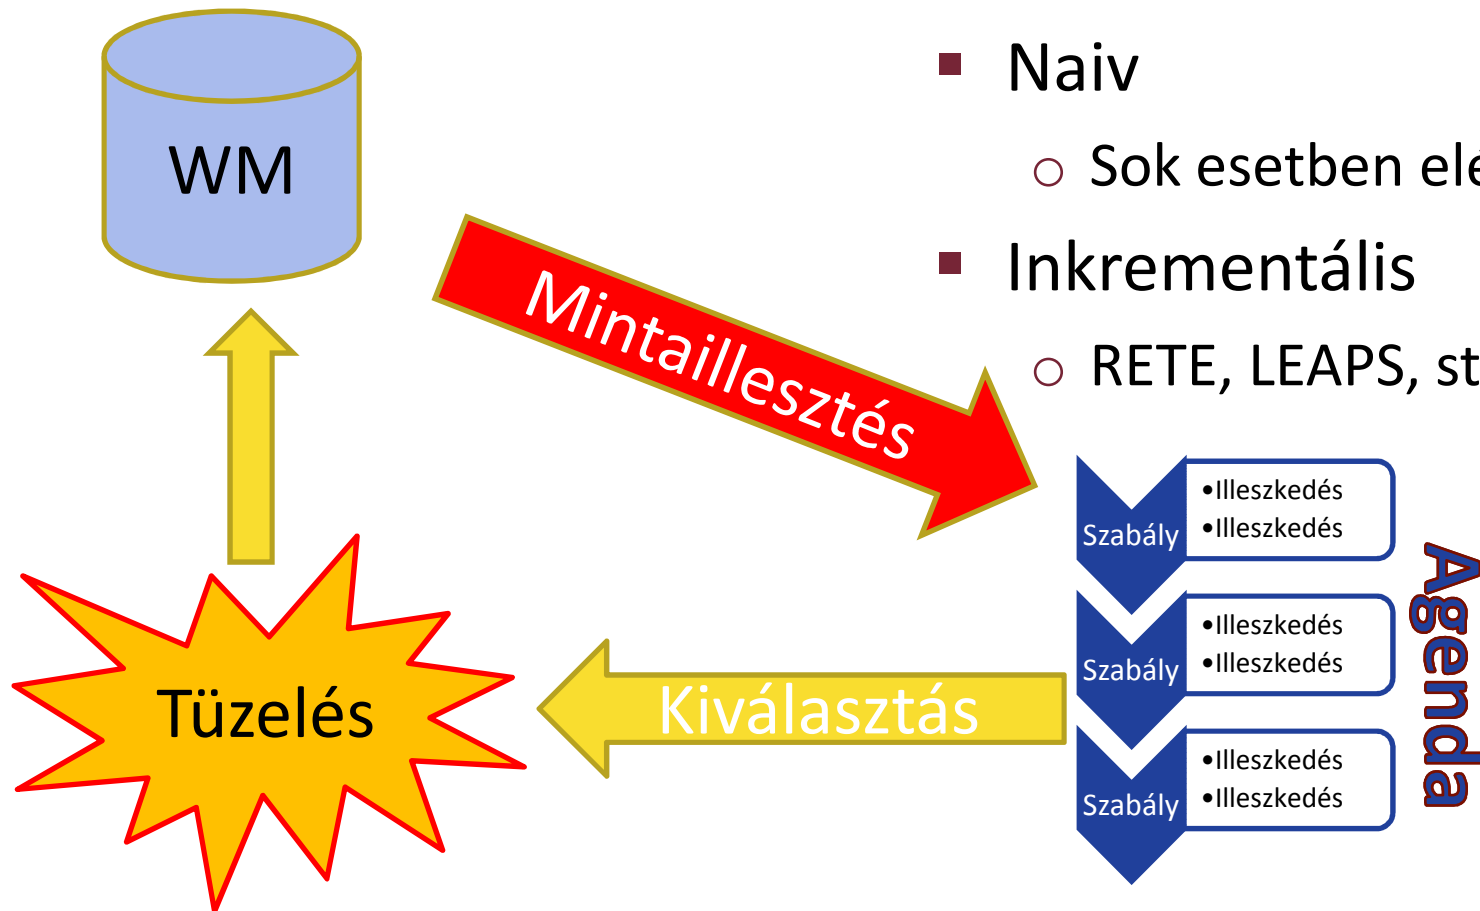 WM
Naiv
Sok esetben elé
Inkrementális
RETE, LEAPS, st
Mintaillesztés
Szabály
•Illeszkedés
•Illeszkedés
Szabály
•Illeszkedés
•Illeszkedés
Szabály
•Illeszkedés
•Illeszkedés
Agenda
Kiválasztás
Tüzelés